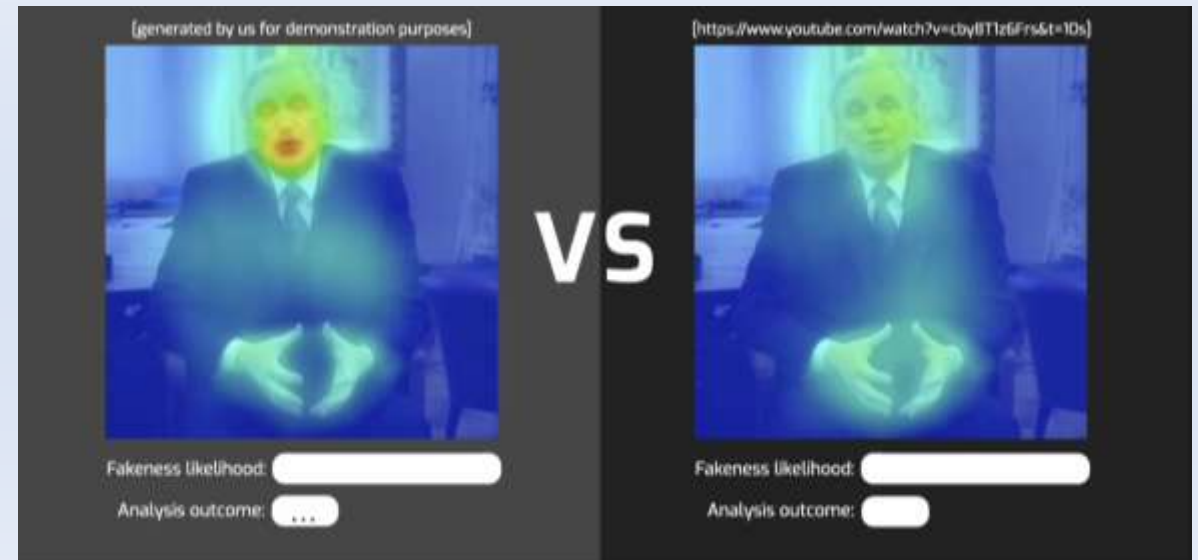 [generated by us for demonstration purposes]
[https://www.youtube.com/watch?v=cby8T1z6Frs&t=10s]
VS
Fakeness likelihood:
Analysis outcome: ...
Fakeness likelihood:
Analysis outcome: